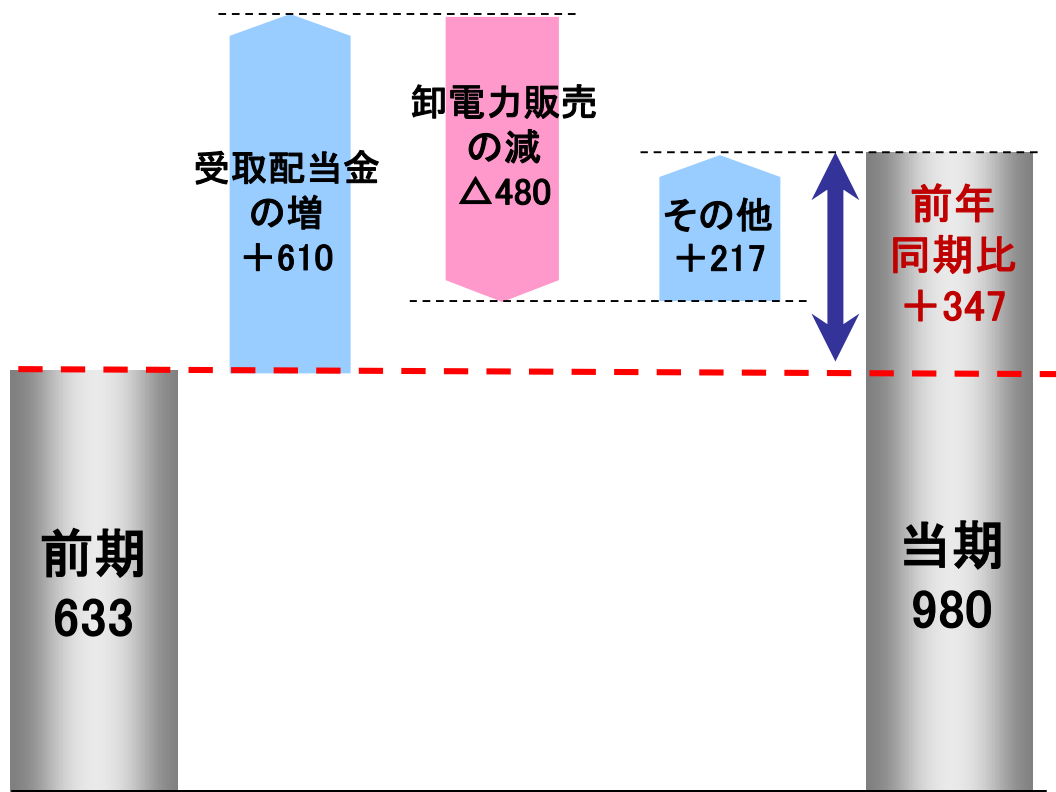 受取配当金
の増
＋610
卸電力販売
の減
△480
その他
＋217
前年
同期比
＋347
前期
633
当期
980